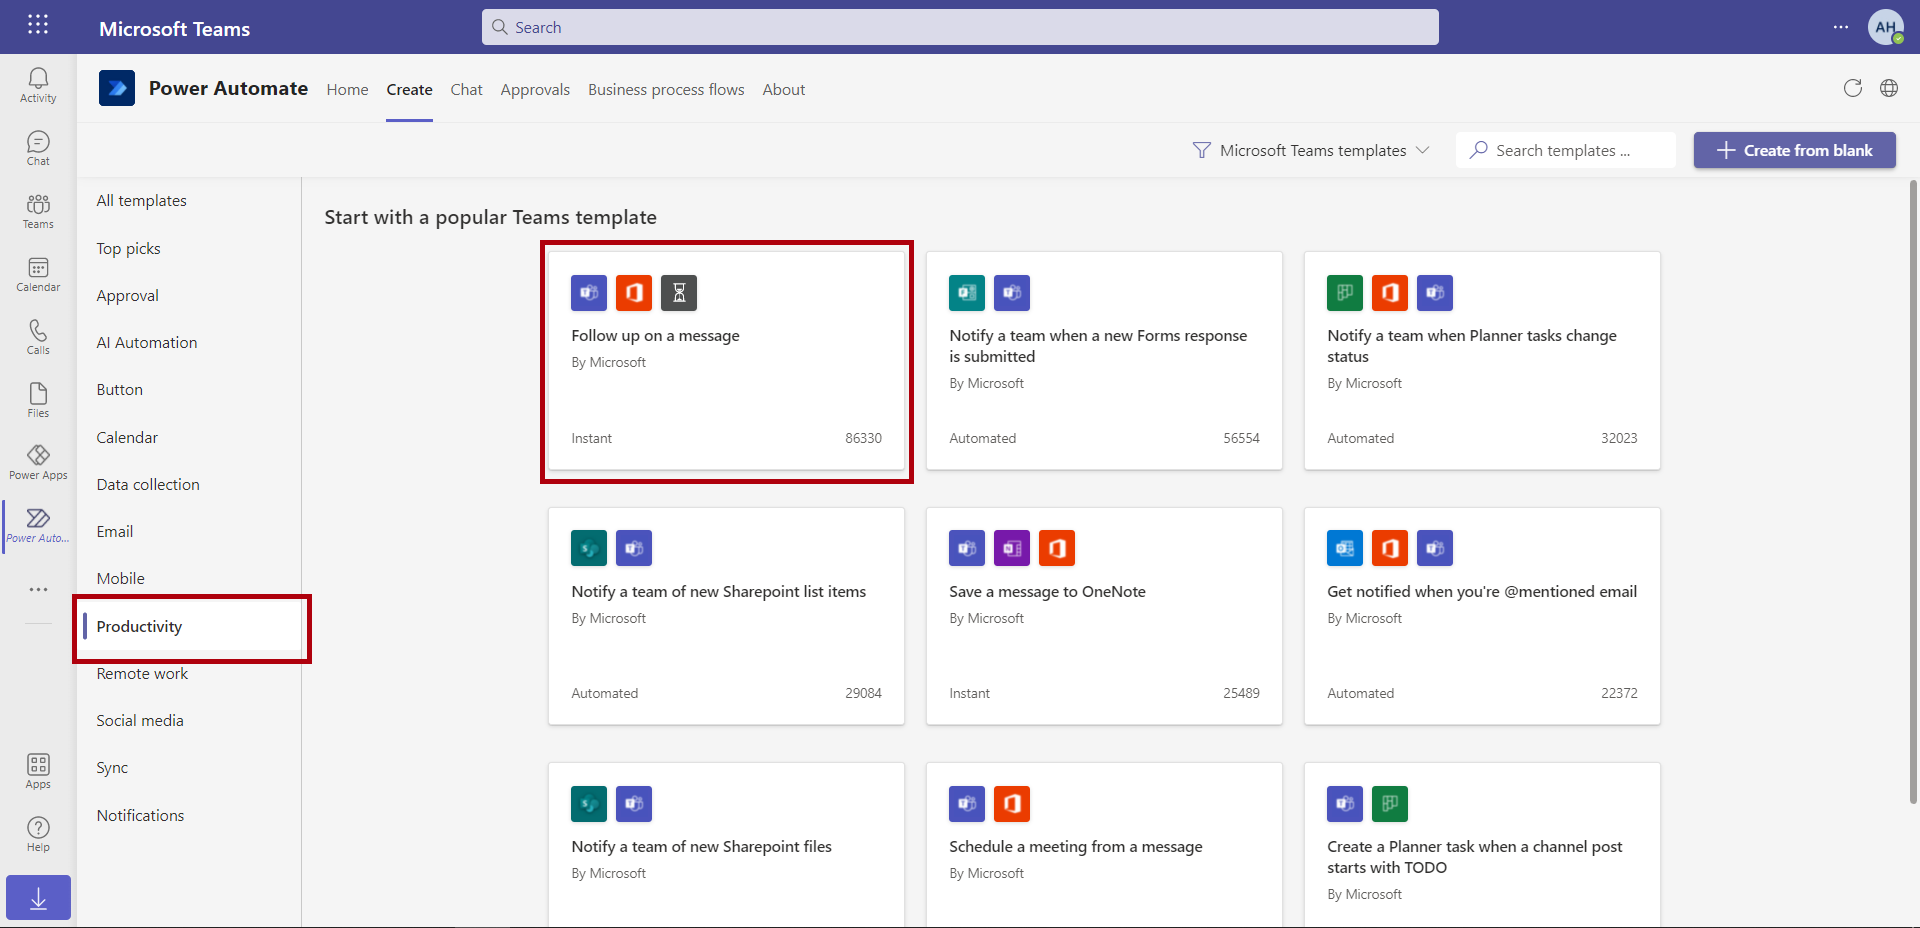 Microsoft Teams
Search
AH
Activity
Chat
Teams
Calendar
Calls
Files
Power Apps
Power Auto...
Apps
Help
Power Automate
Home
Create
Chat
Approvals
Business process flows
About
Microsoft Teams templates
Search templates ...
Create from blank
All templates
Top picks
Approval
AI Automation
Button
Calendar
Data collection
Email
Mobile
Productivity
Remote work
Social media
Sync
Notifications
Start with a popular Teams template
Follow up on a message
By Microsoft
Instant
86330
Notify a team when a new Forms response
is submitted
By Microsoft
Automated
56554
Notify a team when Planner tasks change
status
By Microsoft
Automated
32023
Notify a team of new Sharepoint list items
By Microsoft
Automated
29084
Save a message to OneNote
By Microsoft
Instant
25489
Get notified when you're @mentioned email
By Microsoft
Automated
22372
Notify a team of new Sharepoint files
By Microsoft
Schedule a meeting from a message
By Microsoft
Create a Planner task when a channel post
starts with TODO
By Microsoft